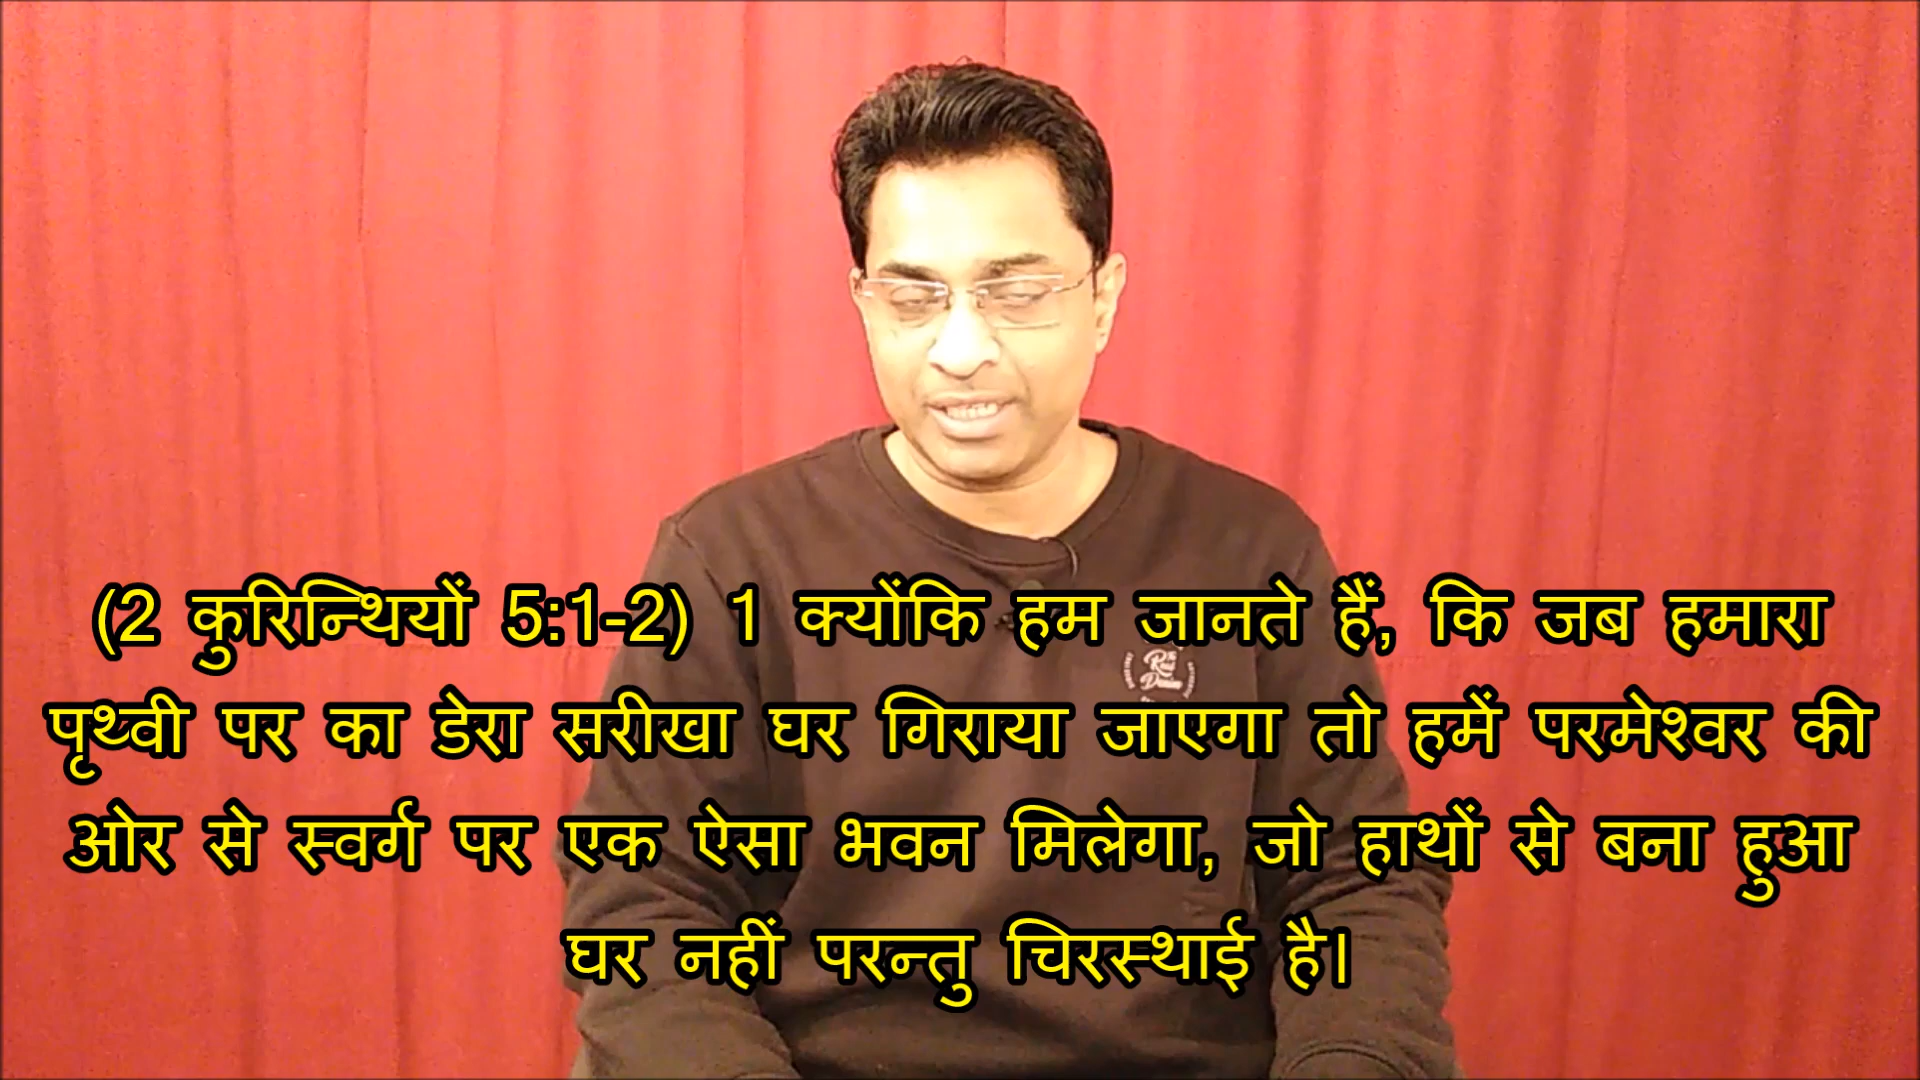 (2 कुरिन्थियों 5:1-2) 1 क्योंकि हम जानते हैं, कि जब हमारा
पृथ्वी पर का डेरा सरीखा घर गिराया जाएगा तो हमें परमेश्वर की
ओर से स्वर्ग पर एक ऐसा भवन मिलेगा, जो हाथों से बना हुआ
घर नहीं परन्तु चिरस्थाई है।